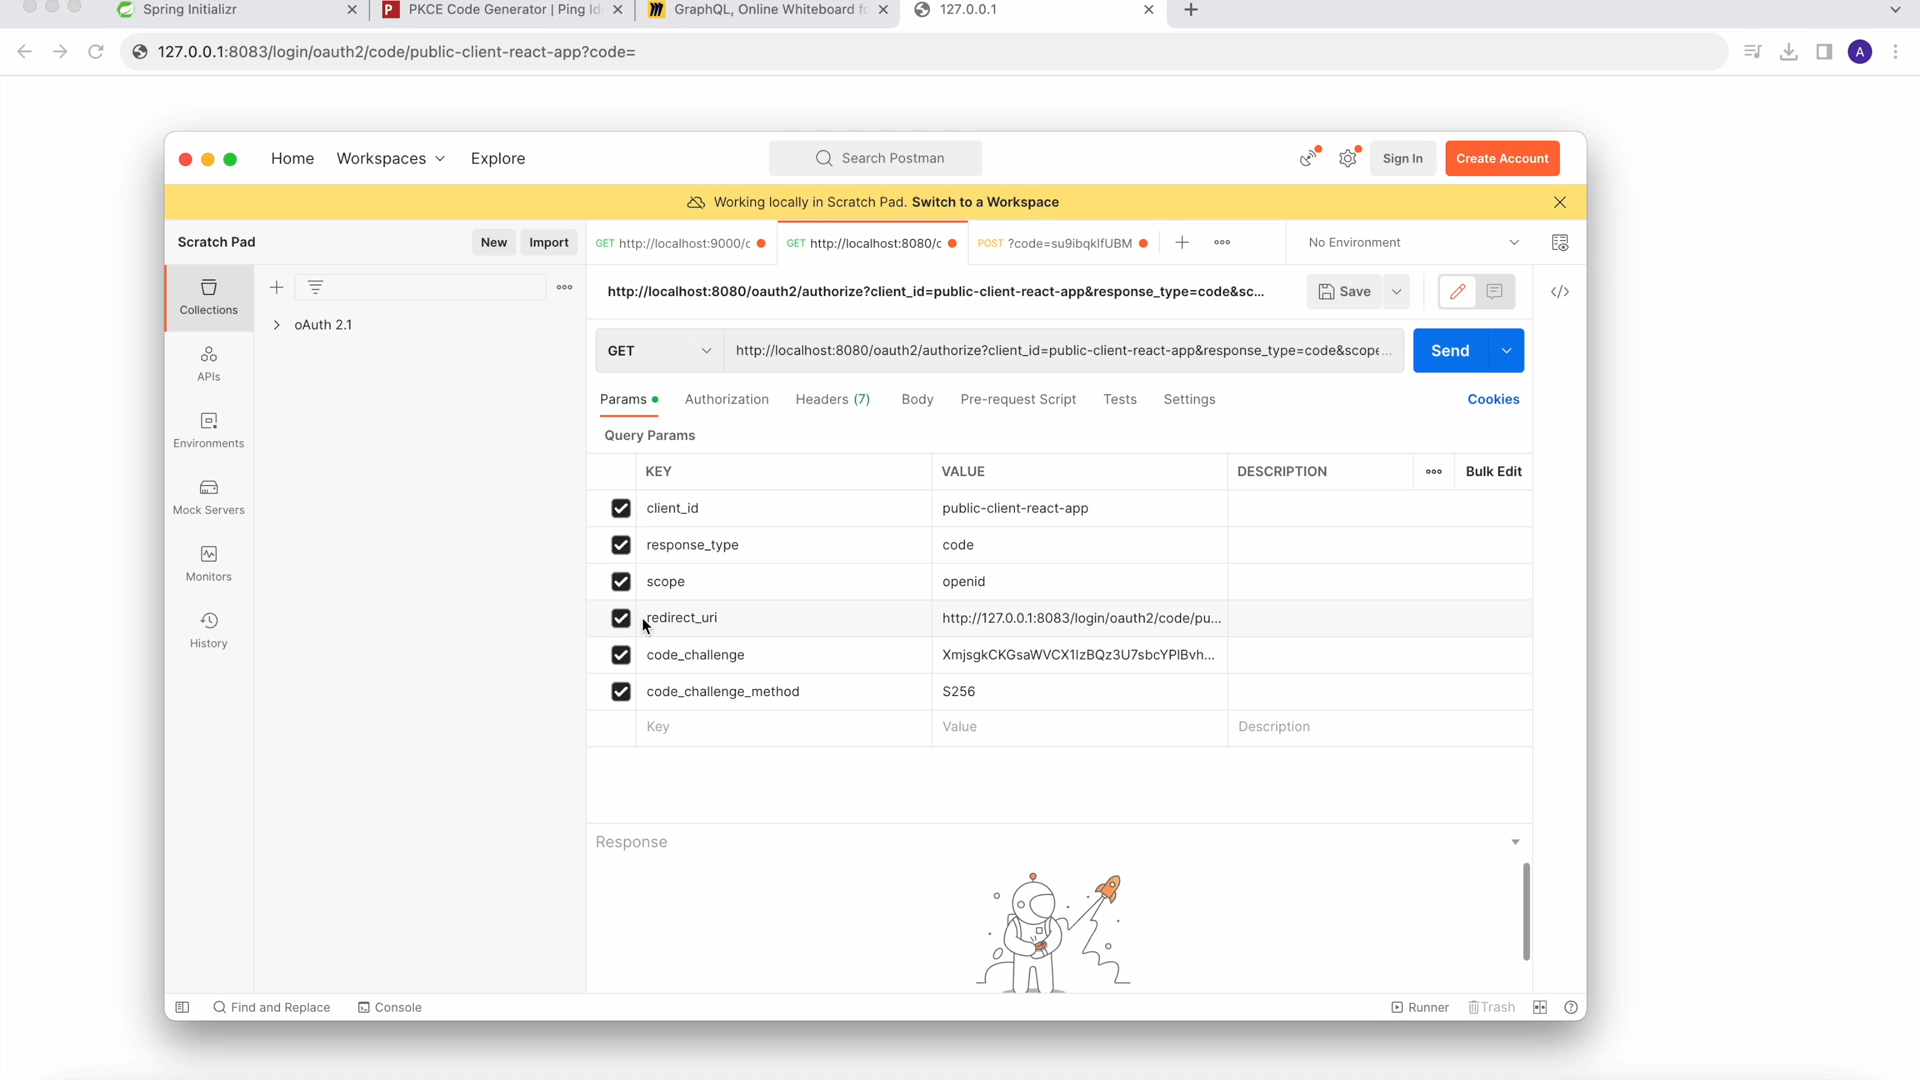 Spring Initializr
PKCE Code Generator | Ping Id
GraphQL, Online Whiteboard fo
127.0.0.1
127.0.0.1:8083/login/oauth2/code/public-client-react-app?code=
A
Home Workspaces Explore
Search Postman
Sign In Create Account
Working locally in Scratch Pad. Switch to a Workspace
Scratch Pad New Import
GET http://localhost:9000/c
GET http://localhost:8080/c
POST ?code=su9ibqklfUBM
No Environment
Collections
APIs
Environments
Mock Servers
Monitors
History
oAuth 2.1
http://localhost:8080/oauth2/authorize?client_id=public-client-react-app&response_type=code&sc...
Save
GET http://localhost:8080/oauth2/authorize?client_id=public-client-react-app&response_type=code&scope...
Send
Params Authorization Headers (7) Body Pre-request Script Tests Settings Cookies
Query Params
KEY VALUE DESCRIPTION Bulk Edit
client_id public-client-react-app
response_type code
scope openid
redirect_uri http://127.0.0.1:8083/login/oauth2/code/pu...
code_challenge XmjsgkCKGsaWVCX1IzBQz3U7sbcYPlBvh...
code_challenge_method S256
Key Value Description
Response
Find and Replace Console Runner Trash